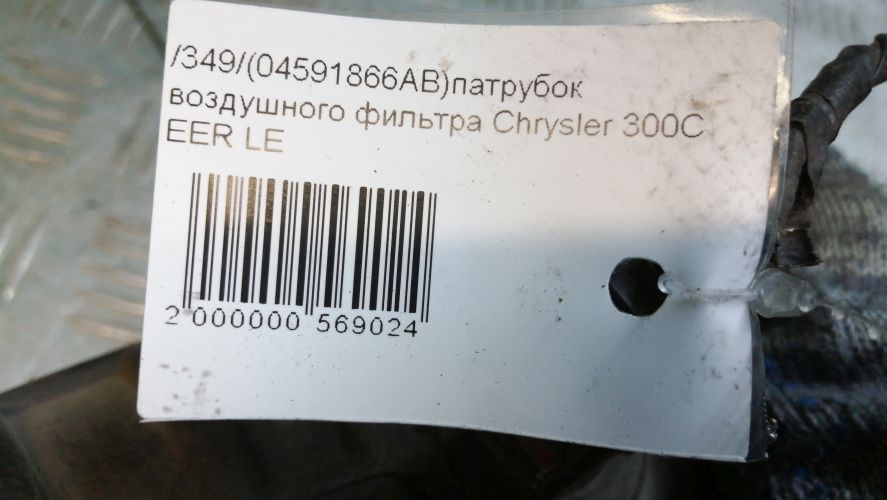 /349/(04591866AB)патрубок
воздушного фильтра Chrysler 300C
EER LE
2 000000 569024